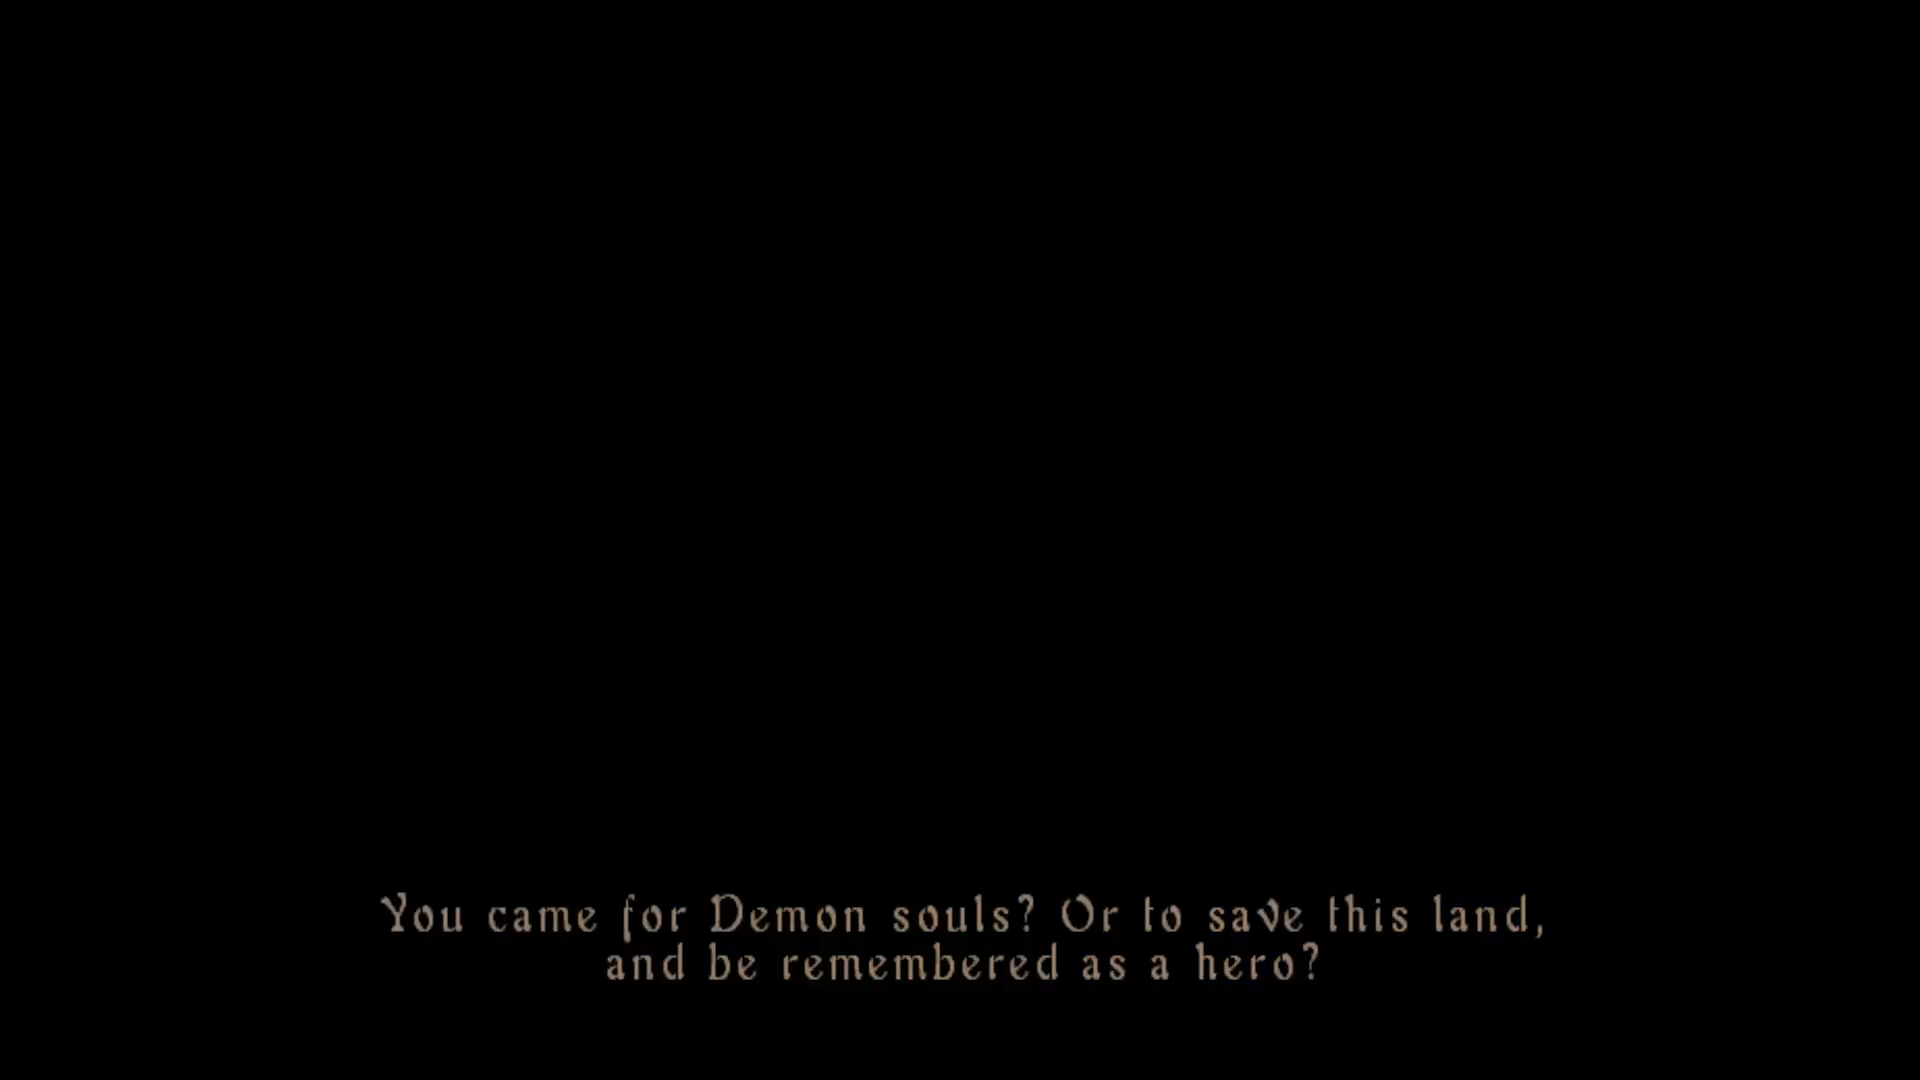 You came for Demon souls? Or to save this land,
and be remembered as a hero?